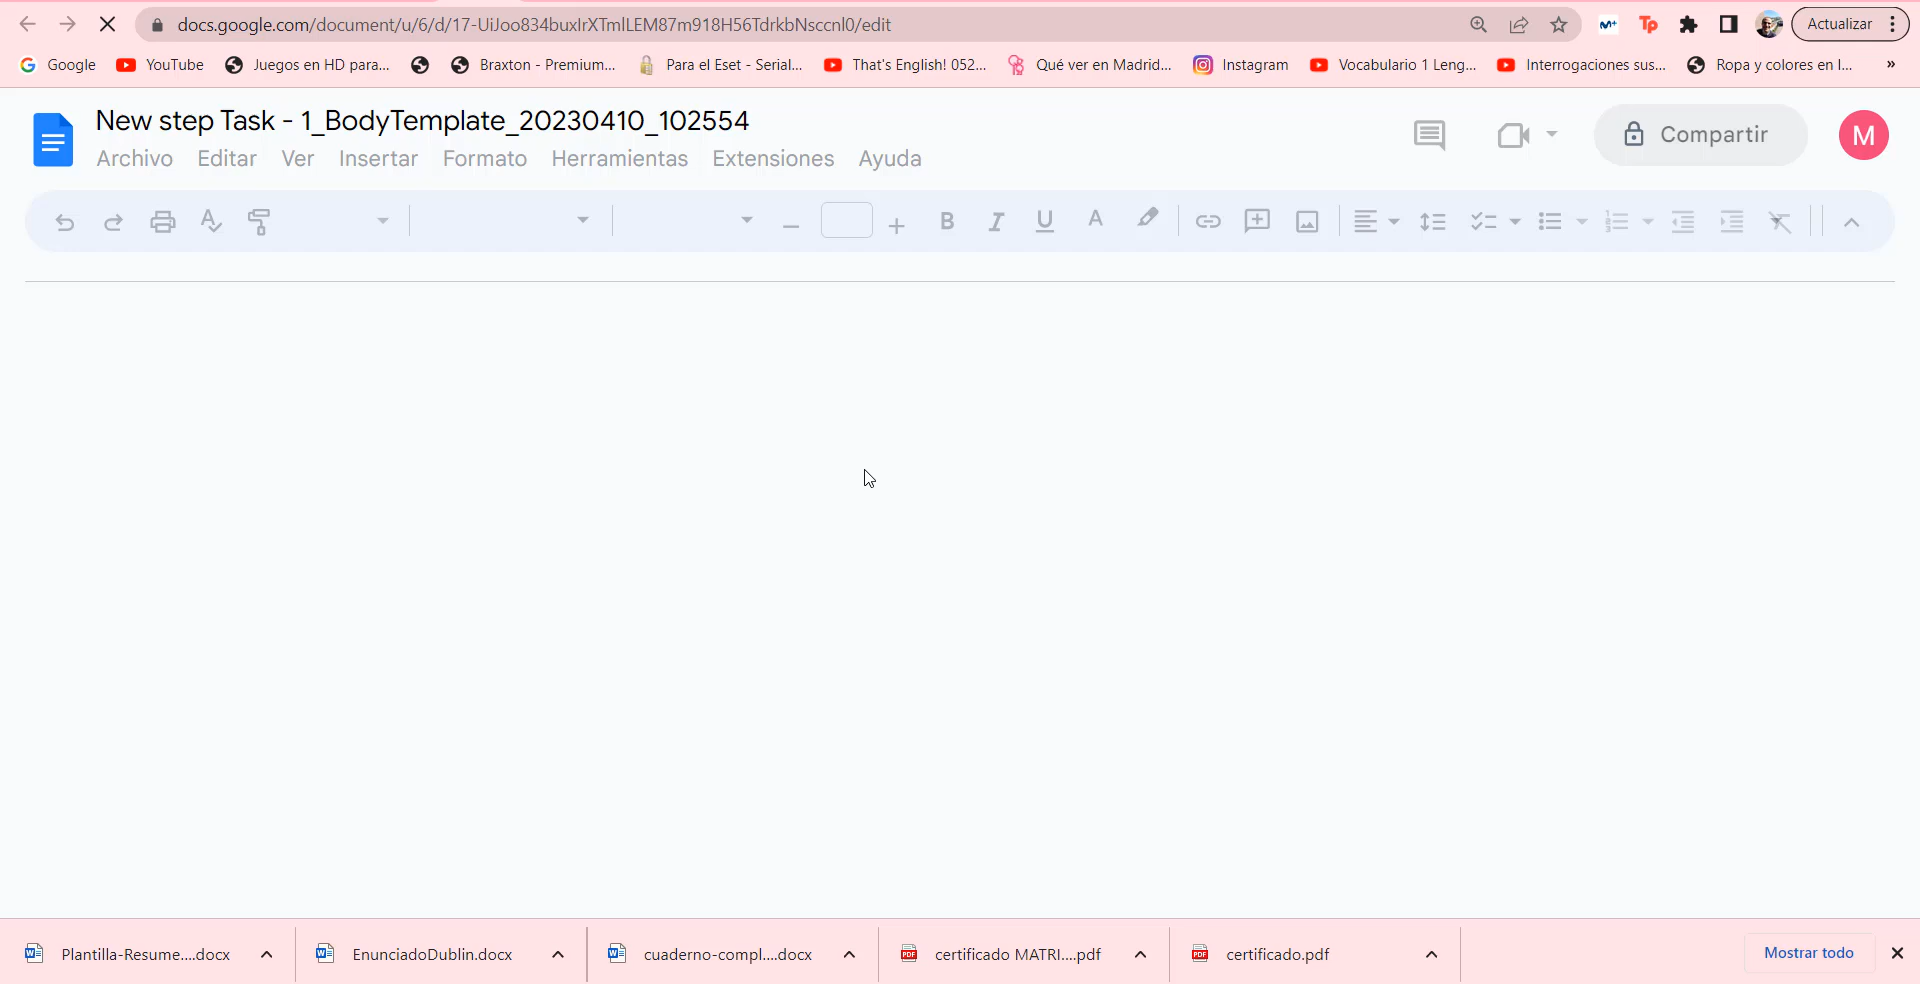 docs.google.com/document/u/6/d/17-UiJoo834buxIrXTmlLEM87m918H56TdrkbNsccnl0/edit
Actualizar
Google YouTube Juegos en HD para... Braxton - Premium... Para el Eset - Serial... That's English! 052... Qué ver en Madrid... Instagram Vocabulario 1 Leng... Interrogaciones sus... Ropa y colores en I... »
New step Task - 1_BodyTemplate_20230410_102554
Archivo Editar Ver Insertar Formato Herramientas Extensiones Ayuda
Compartir
M
Plantilla-Resume....docx EnunciadoDublin.docx cuaderno-compl....docx certificado MATRI....pdf certificado.pdf Mostrar todo